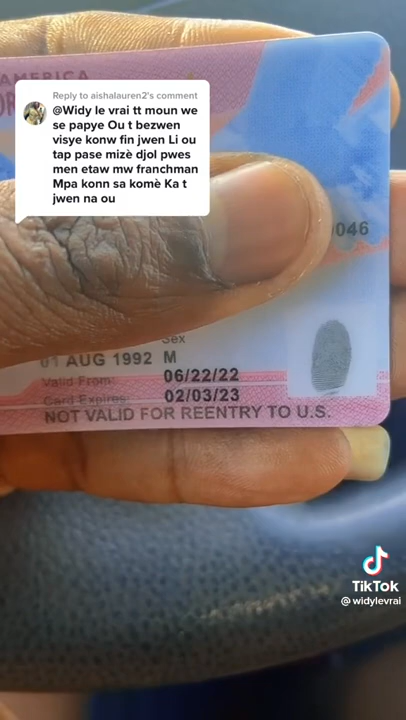 AMERICA
Reply to aishalauren2's comment
@Widy le vrai tt moun we
se papye Ou t bezwen
visye konw fin jwen Li ou
tap pase mizè djol pwes
men etaw mw franchman
Mpa konn sa komè Ka t
jwen na ou
046
Sex
01 AUG 1992 M
Valid From: 06/22/22
Card Expires: 02/03/23
NOT VALID FOR REENTRY TO U.S.
TikTok
@widylevrai